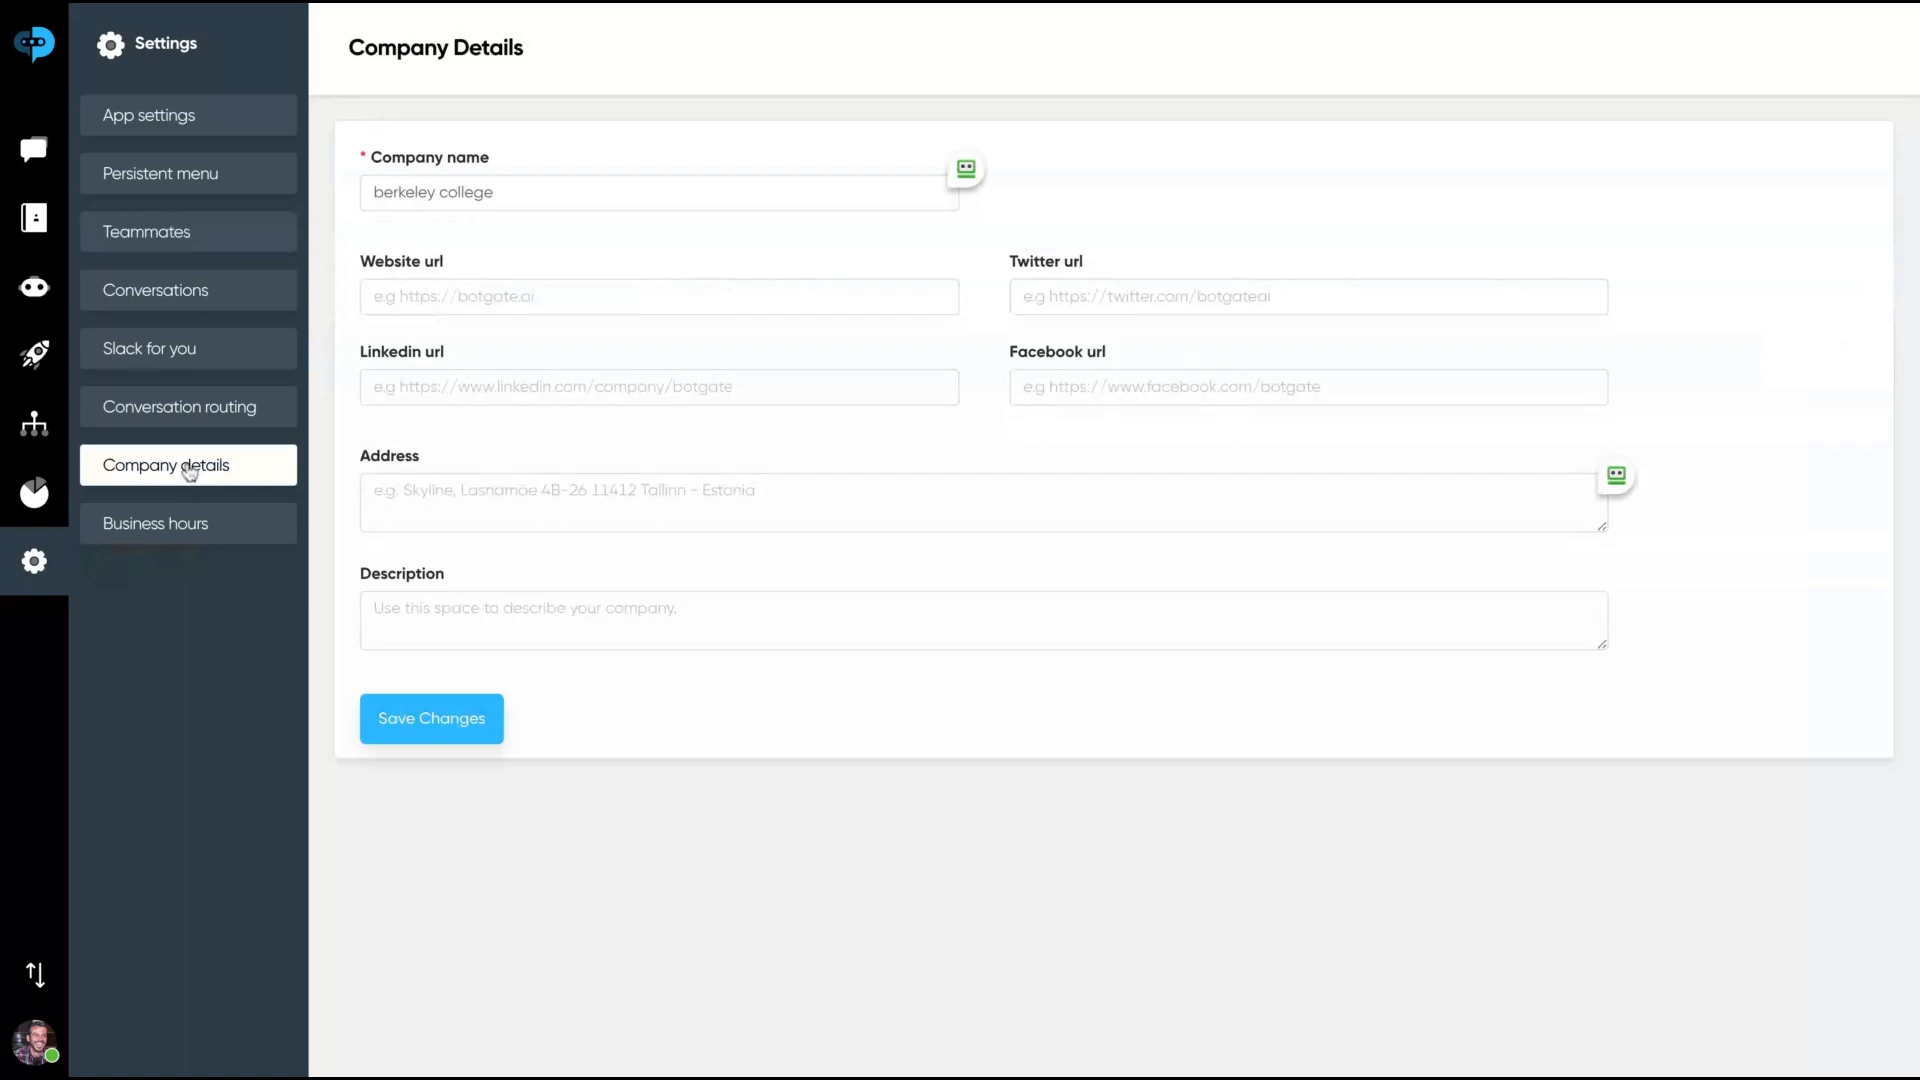 Settings
App settings
Persistent menu
Teammates
Conversations
Slack for you
Conversation routing
Company details
Business hours
Company Details
* Company name
berkeley college
Website url
Twitter url
e.g https://botgate.ai
e.g https://twitter.com/botgateai
Linkedin url
Facebook url
e.g https://www.linkedin.com/company/botgate
e.g https://www.facebook.com/botgate
Address
e.g. Skyline, Lasnamäe 4B-26 11412 Tallinn - Estonia
Description
Use this space to describe your company.
Save Changes